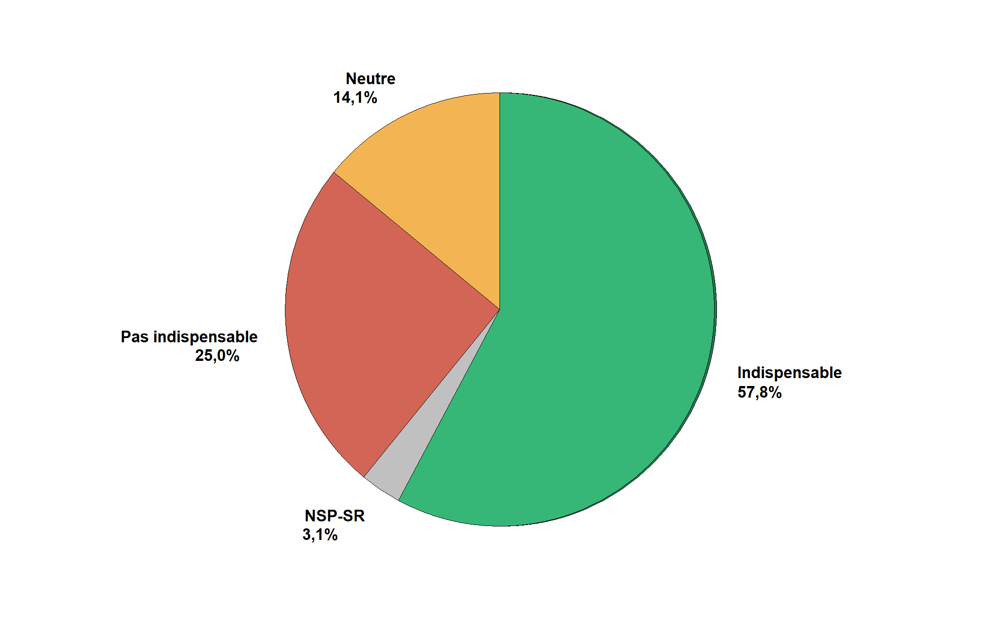 Neutre
14,1%
Pas indispensable
25,0%
Indispensable
57,8%
NSP-SR
3,1%